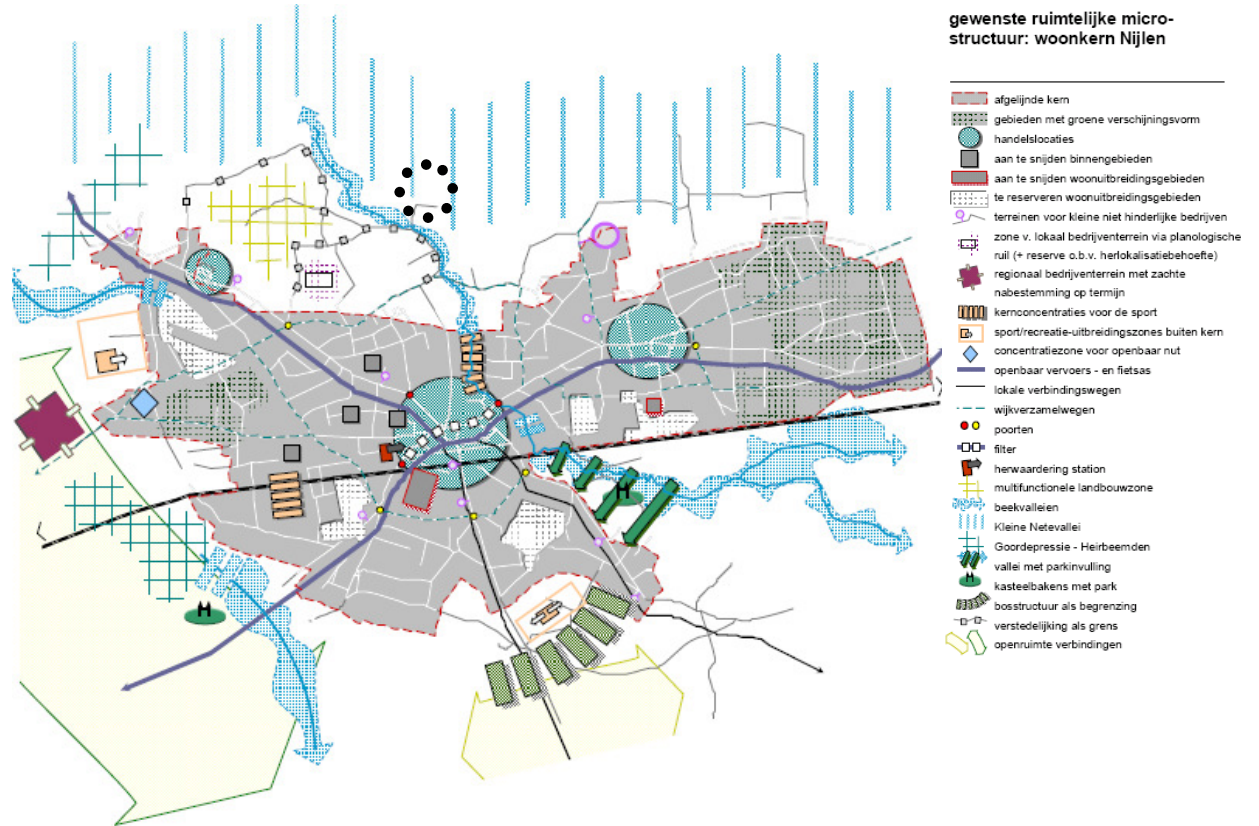 gewenste ruimtelijke micro-
structuur: woonkern Nijlen
afgelijnde kern
gebieden met groene verschijningsvorm
handelslocaties
aan te snijden binnengebieden
aan te snijden woonuitbreidingsgebieden
te reserveren woonuitbreidingsgebieden
terreinen voor kleine niet hinderlijke bedrijven
zone v. lokaal bedrijventerrein via planologische
ruil (+ reserve o.b.v. herlokalisatiebehoefte)
regionaal bedrijventerrein met zachte
nabestemming op termijn
kernconcentraties voor de sport
sport/recreatie-uitbreidingszones buiten kern
concentratiezone voor openbaar nut
openbaar vervoers - en fietsas
lokale verbindingswegen
wijkverzamelwegen
poorten
filter
herwaardering station
multifunctionele landbouwzone
beekvalleien
Kleine Netevallei
Goordepressie - Heirbeemden
vallei met parkinvulling
kasteelbakens met park
bosstructuur als begrenzing
verstedelijking als grens
openruimte verbindingen